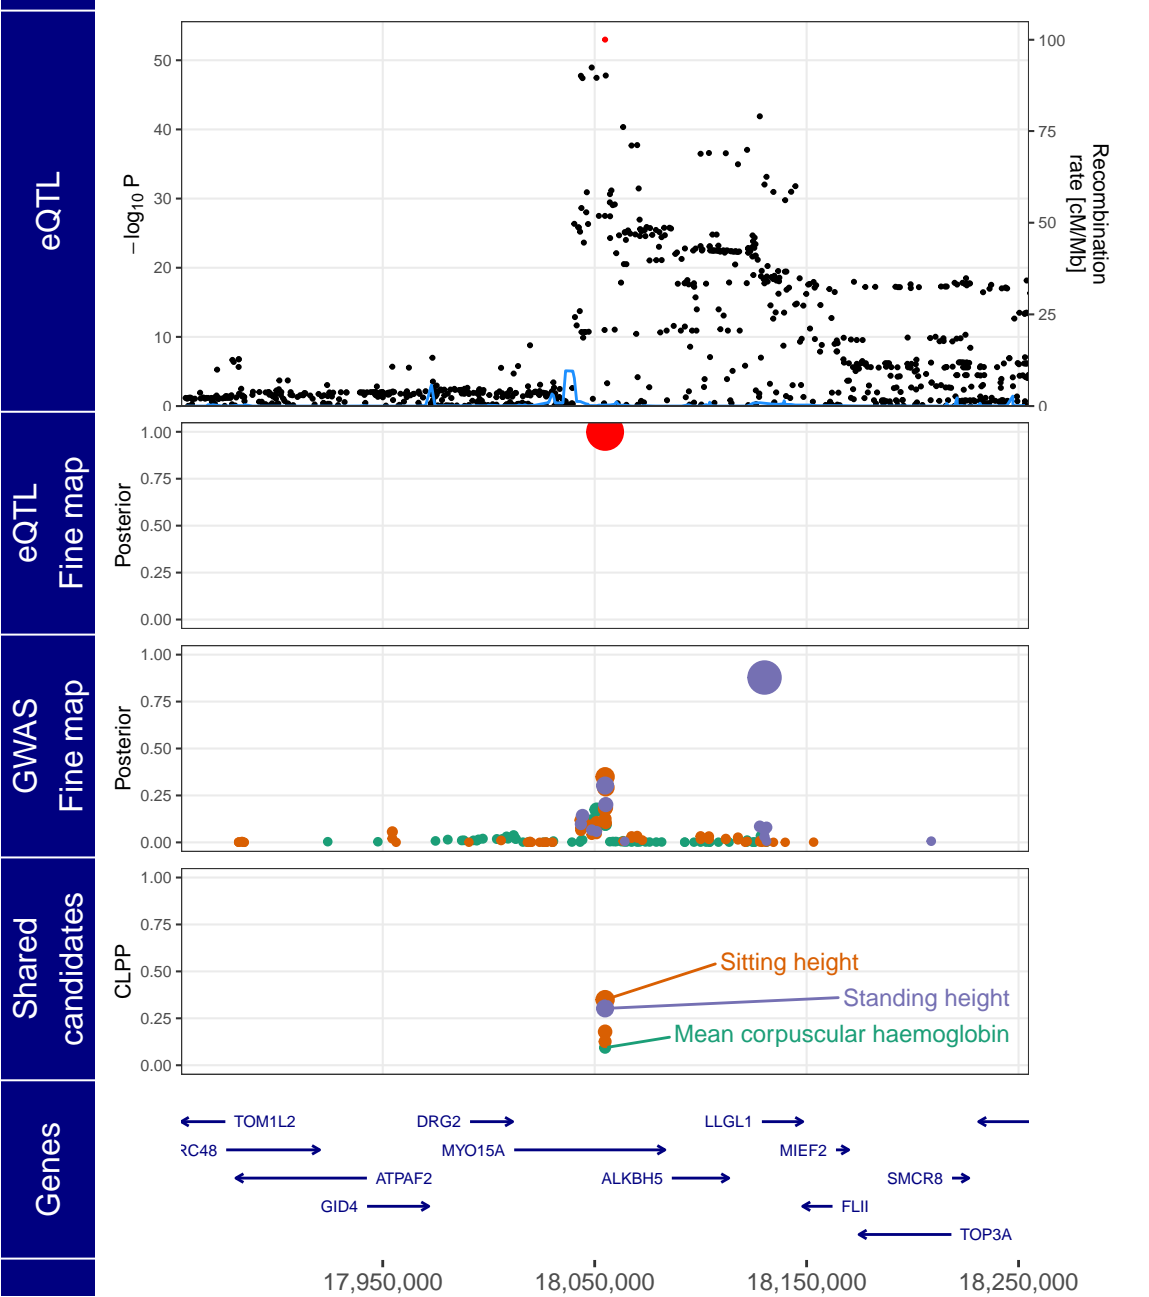 eQTL
−log10 P
50
40
30
20
10
0
100
75
50
25
0
Recombination
rate [cM/Mb]
eQTL
Fine map
Posterior
1.00
0.75
0.50
0.25
0.00
GWAS
Fine map
Posterior
1.00
0.75
0.50
0.25
0.00
Shared
candidates
CLPP
1.00
0.75
0.50
0.25
0.00
Sitting height
Standing height
Mean corpuscular haemoglobin
Genes
TOM1L2 DRG2 LLGL1
RC48 MYO15A MIEF2
ATPAF2 ALKBH5 SMCR8
GID4 FLII
TOP3A
17,950,000 18,050,000 18,150,000 18,250,000